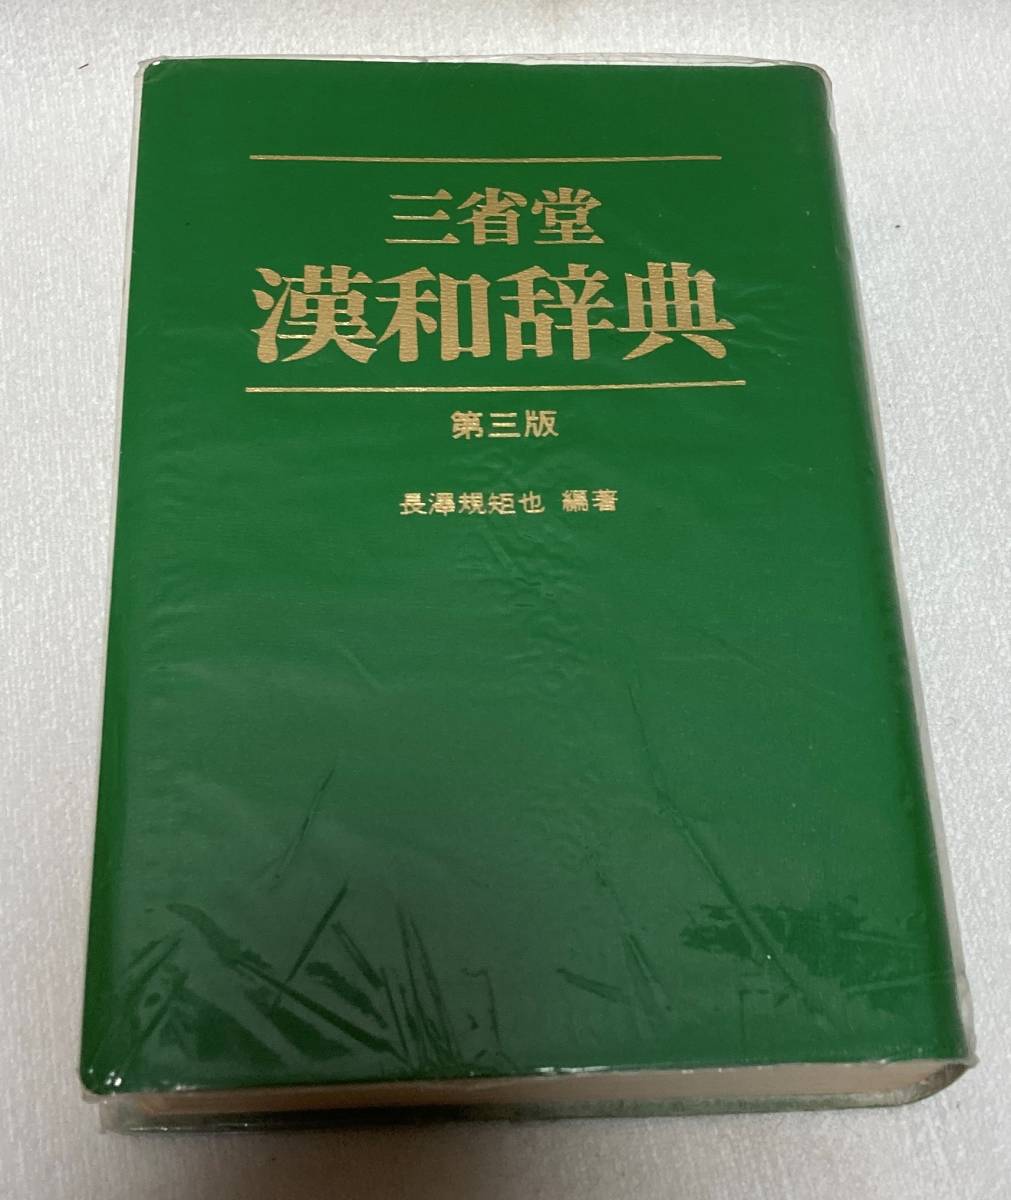 三省堂
漢和辞典
第三版
長澤規矩也 編著